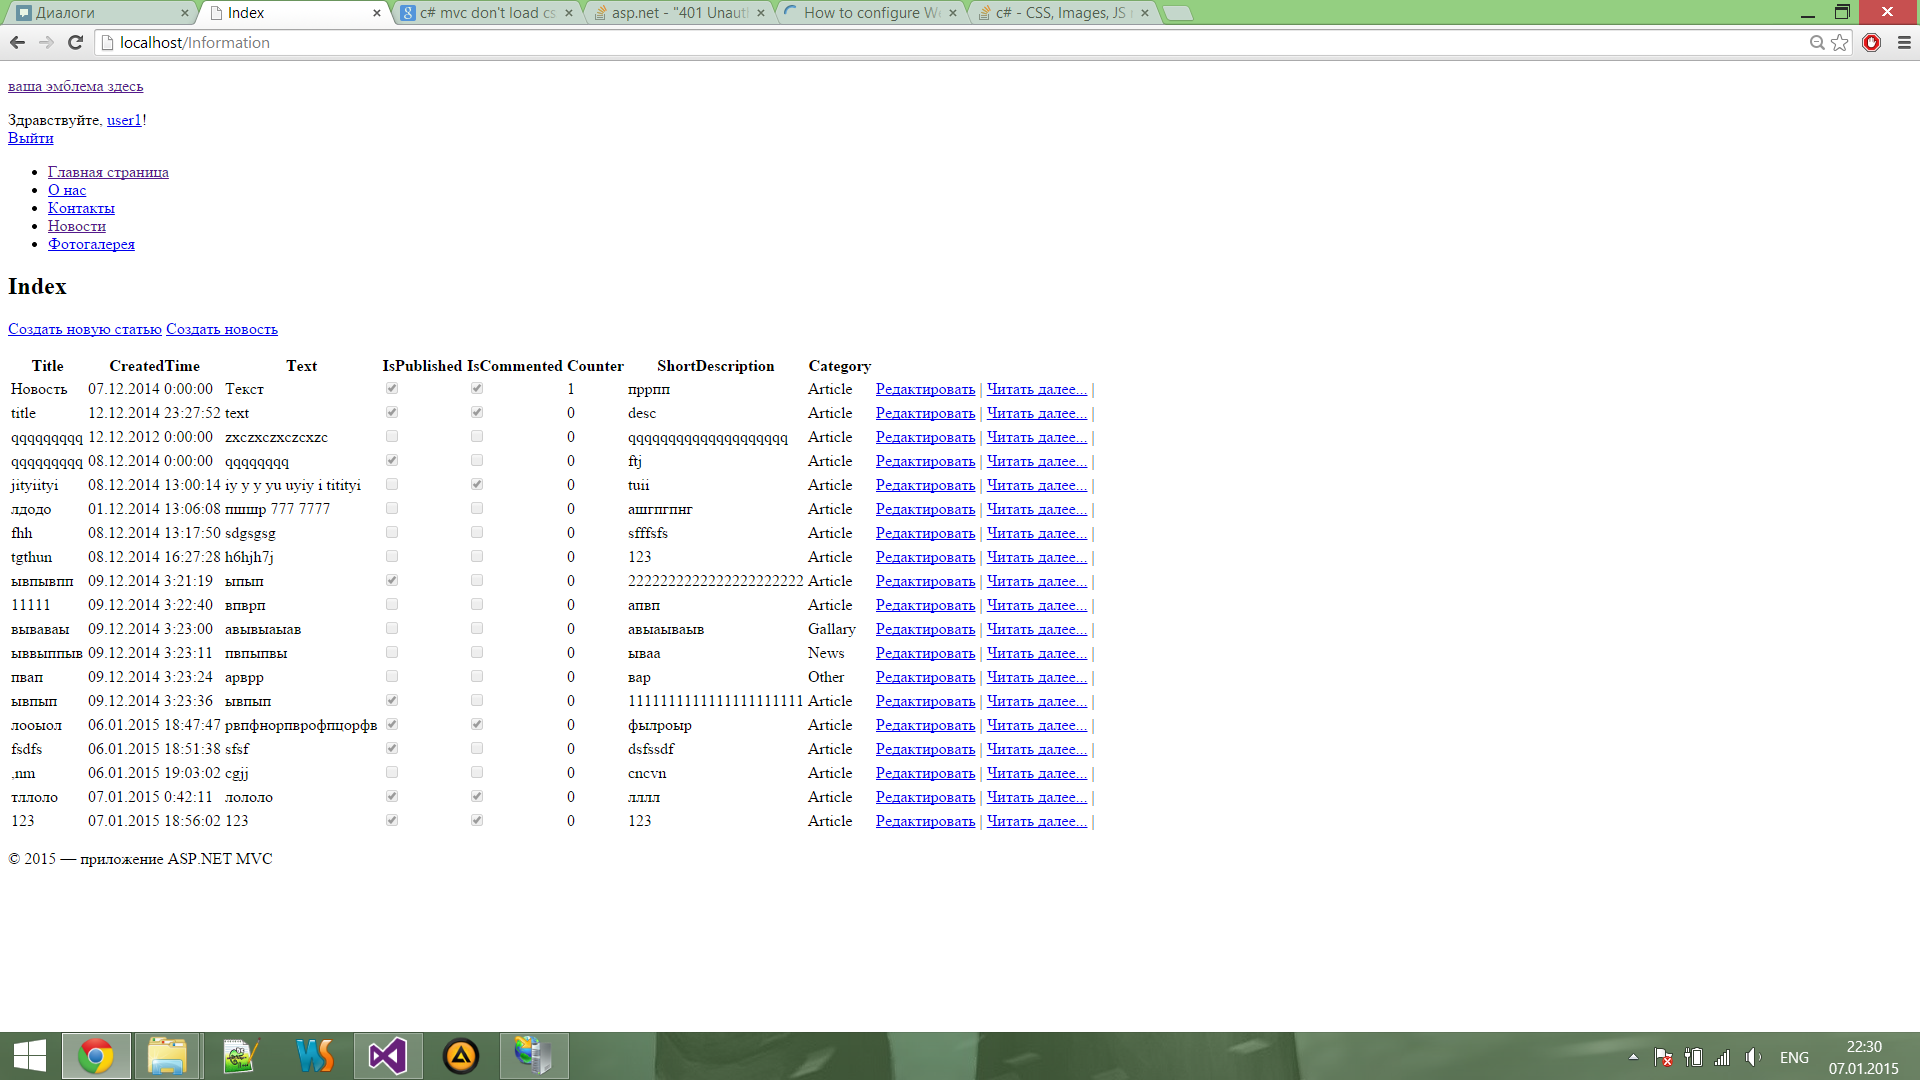 Диалоги
Index
c# mvc don't load cs
asp.net - "401 Unaut
How to configure We
c# - CSS, Images, JS
localhost/Information
ваша эмблема здесь
Здравствуйте, user1!
Выйти
Главная страница
О нас
Контакты
Новости
Фотогалерея
Index
Создать новую статью Создать новость
Title CreatedTime Text IsPublished IsCommented Counter ShortDescription Category
Новость 07.12.2014 0:00:00 Текст 1 пррпп Article Редактировать | Читать далее... |
title 12.12.2014 23:27:52 text 0 desc Article Редактировать | Читать далее... |
qqqqqqqqq 12.12.2012 0:00:00 zxczxczxczcxzc 0 qqqqqqqqqqqqqqqqqqqq Article Редактировать | Читать далее... |
qqqqqqqqq 08.12.2014 0:00:00 qqqqqqqq 0 ftj Article Редактировать | Читать далее... |
jityiityi 08.12.2014 13:00:14 iy y y yu uyiy i titityi 0 tuii Article Редактировать | Читать далее... |
лдодо 01.12.2014 13:06:08 пшшр 777 7777 0 ашгпгпнг Article Редактировать | Читать далее... |
fhh 08.12.2014 13:17:50 sdgsgsg 0 sfffsfs Article Редактировать | Читать далее... |
tgthun 08.12.2014 16:27:28 h6hjh7j 0 123 Article Редактировать | Читать далее... |
ывпывпп 09.12.2014 3:21:19 ыпып 0 2222222222222222222222 Article Редактировать | Читать далее... |
11111 09.12.2014 3:22:40 впврп 0 апвп Article Редактировать | Читать далее... |
вываваы 09.12.2014 3:23:00 авывыаыав 0 авыаываыв Gallary Редактировать | Читать далее... |
ыввыппыв 09.12.2014 3:23:11 пвпыпвы 0 ываа News Редактировать | Читать далее... |
пвап 09.12.2014 3:23:24 арврр 0 вар Other Редактировать | Читать далее... |
ывпып 09.12.2014 3:23:36 ывпып 0 1111111111111111111111 Article Редактировать | Читать далее... |
лооыол 06.01.2015 18:47:47 рвпфнорпврофпцорфв 0 фылроыр Article Редактировать | Читать далее... |
fsdfs 06.01.2015 18:51:38 sfsf 0 dsfssdf Article Редактировать | Читать далее... |
,nm 06.01.2015 19:03:02 cgjj 0 cncvn Article Редактировать | Читать далее... |
тллоло 07.01.2015 0:42:11 лололо 0 лллл Article Редактировать | Читать далее... |
123 07.01.2015 18:56:02 123 0 123 Article Редактировать | Читать далее... |
© 2015 — приложение ASP.NET MVC
ENG
22:30
07.01.2015